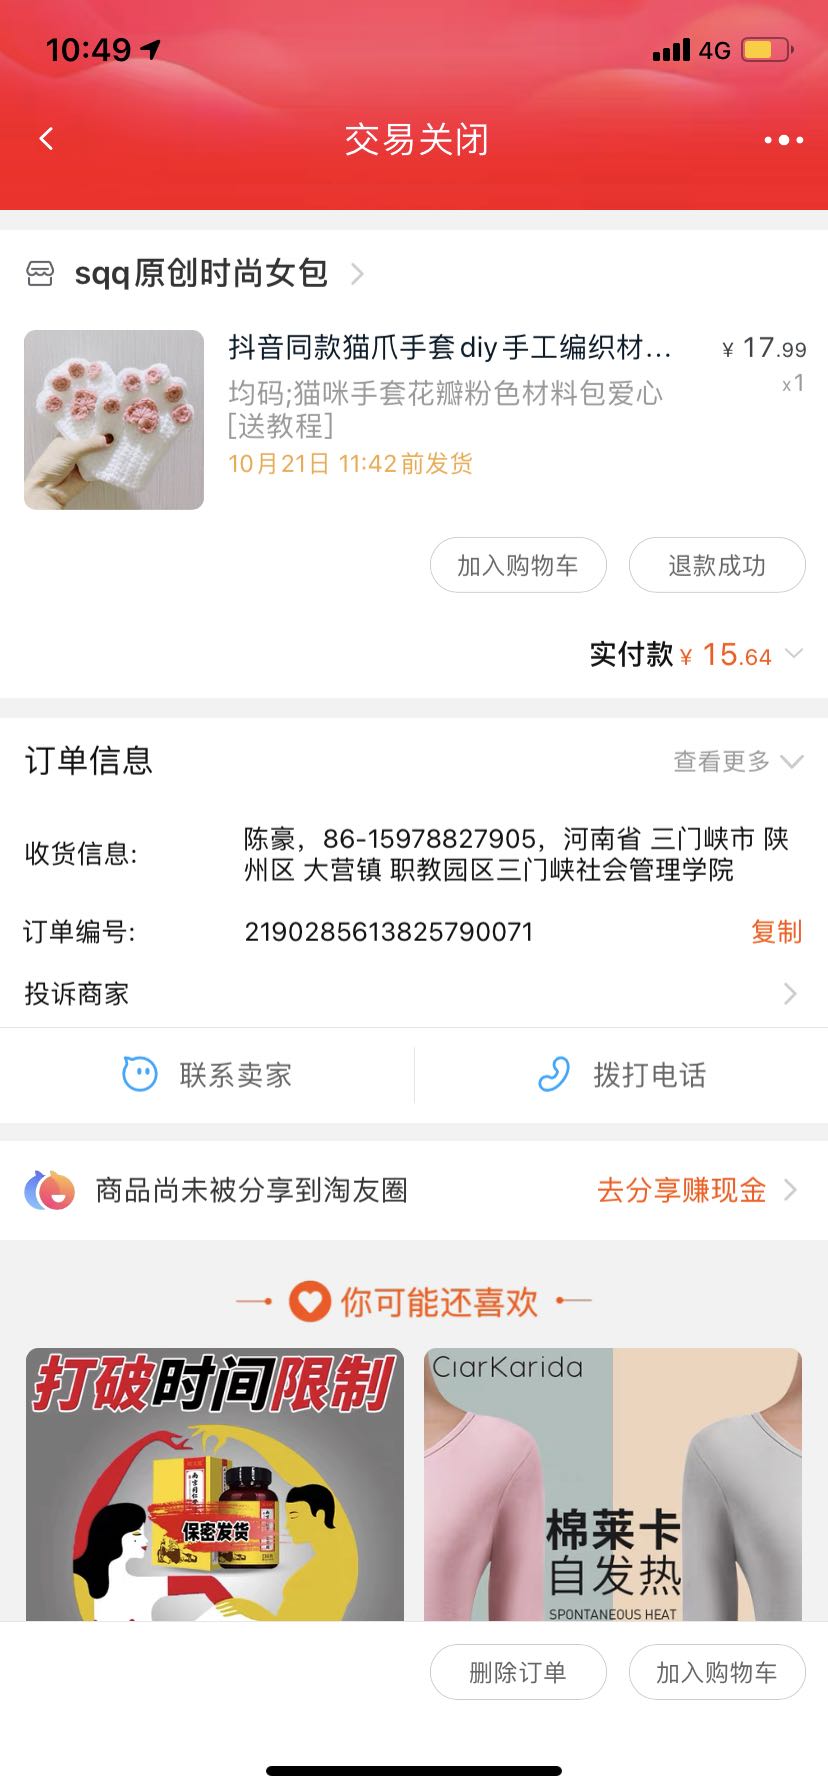 10:49
4G
交易关闭
sqq原创时尚女包
抖音同款猫爪手套diy手工编织材...
¥ 17.99
均码;猫咪手套花瓣粉色材料包爱心
x1
[送教程]
10月21日 11:42前发货
加入购物车
退款成功
实付款 ¥ 15.64
订单信息
查看更多
收货信息:
陈豪，86-15978827905，河南省 三门峡市 陕
州区 大营镇 职教园区三门峡社会管理学院
订单编号:
2190285613825790071
复制
投诉商家
联系卖家
拨打电话
商品尚未被分享到淘友圈
去分享赚现金
你可能还喜欢
打破时间限制
保密发货
CıarKarida
棉莱卡
自发热
SPONTANEOUS HEAT
删除订单
加入购物车